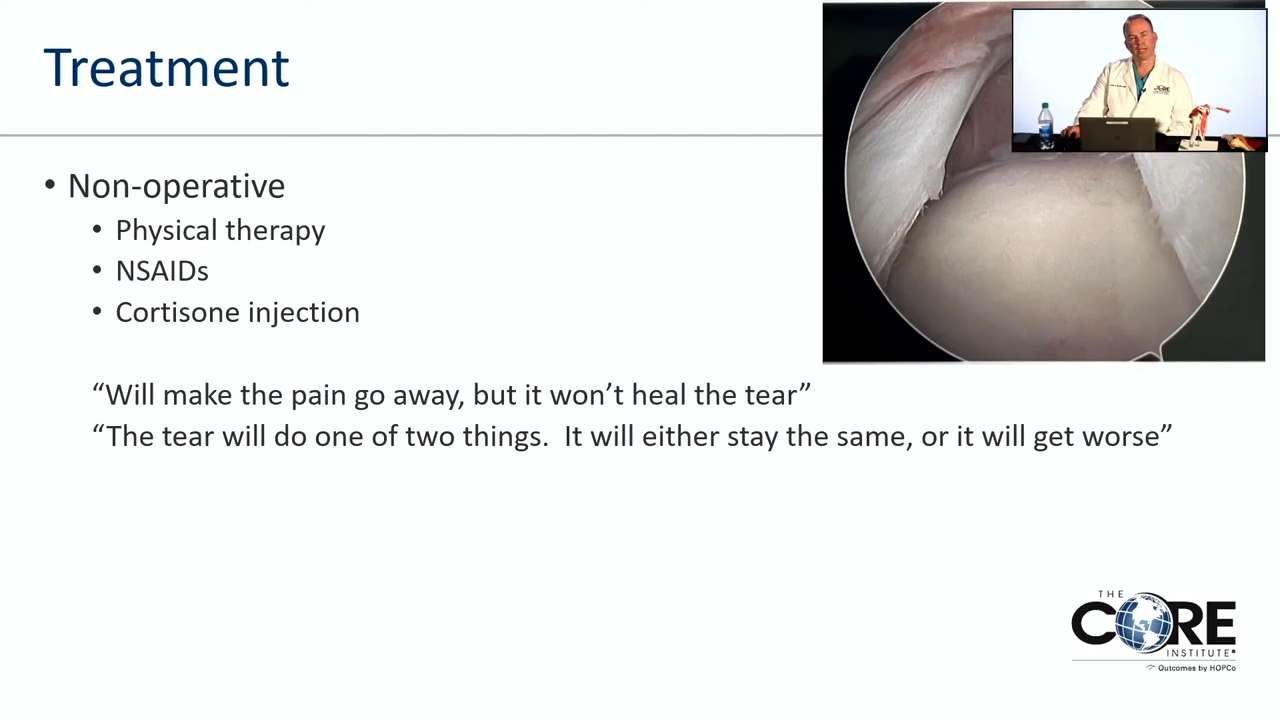 Treatment
• Non-operative
• Physical therapy
• NSAIDs
• Cortisone injection
“Will make the pain go away, but it won’t heal the tear”
“The tear will do one of two things.  It will either stay the same, or it will get worse”
THE
CORE
INSTITUTE
Outcomes by HOPCo